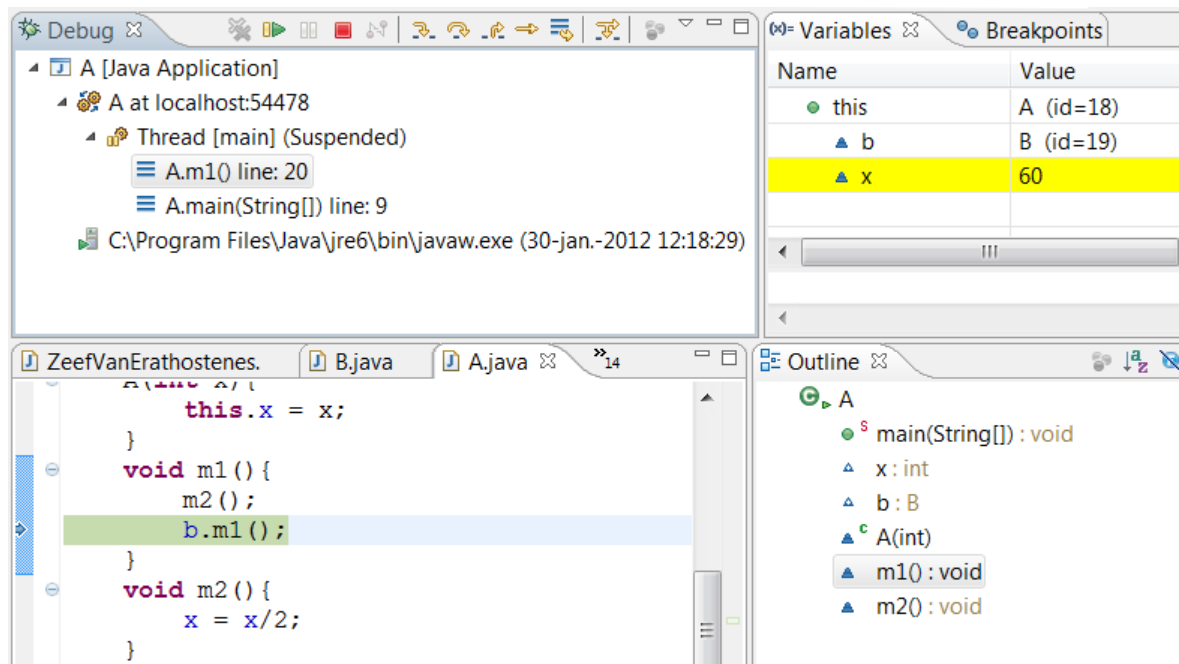 Debug
A [Java Application]
A at localhost:54478
Thread [main] (Suspended)
A.m1() line: 20
A.main(String[]) line: 9
C:\Program Files\Java\jre6\bin\javaw.exe (30-jan.-2012 12:18:29)
(x)= Variables
Breakpoints
Name Value
this A (id=18)
b B (id=19)
x 60
ZeefVanErathostenes.
B.java
A.java
»14
A(int x){
this.x = x;
}
void m1(){
m2();
b.m1();
}
void m2(){
x = x/2;
}
Outline
A
main(String[]) : void
x : int
b : B
A(int)
m1() : void
m2() : void